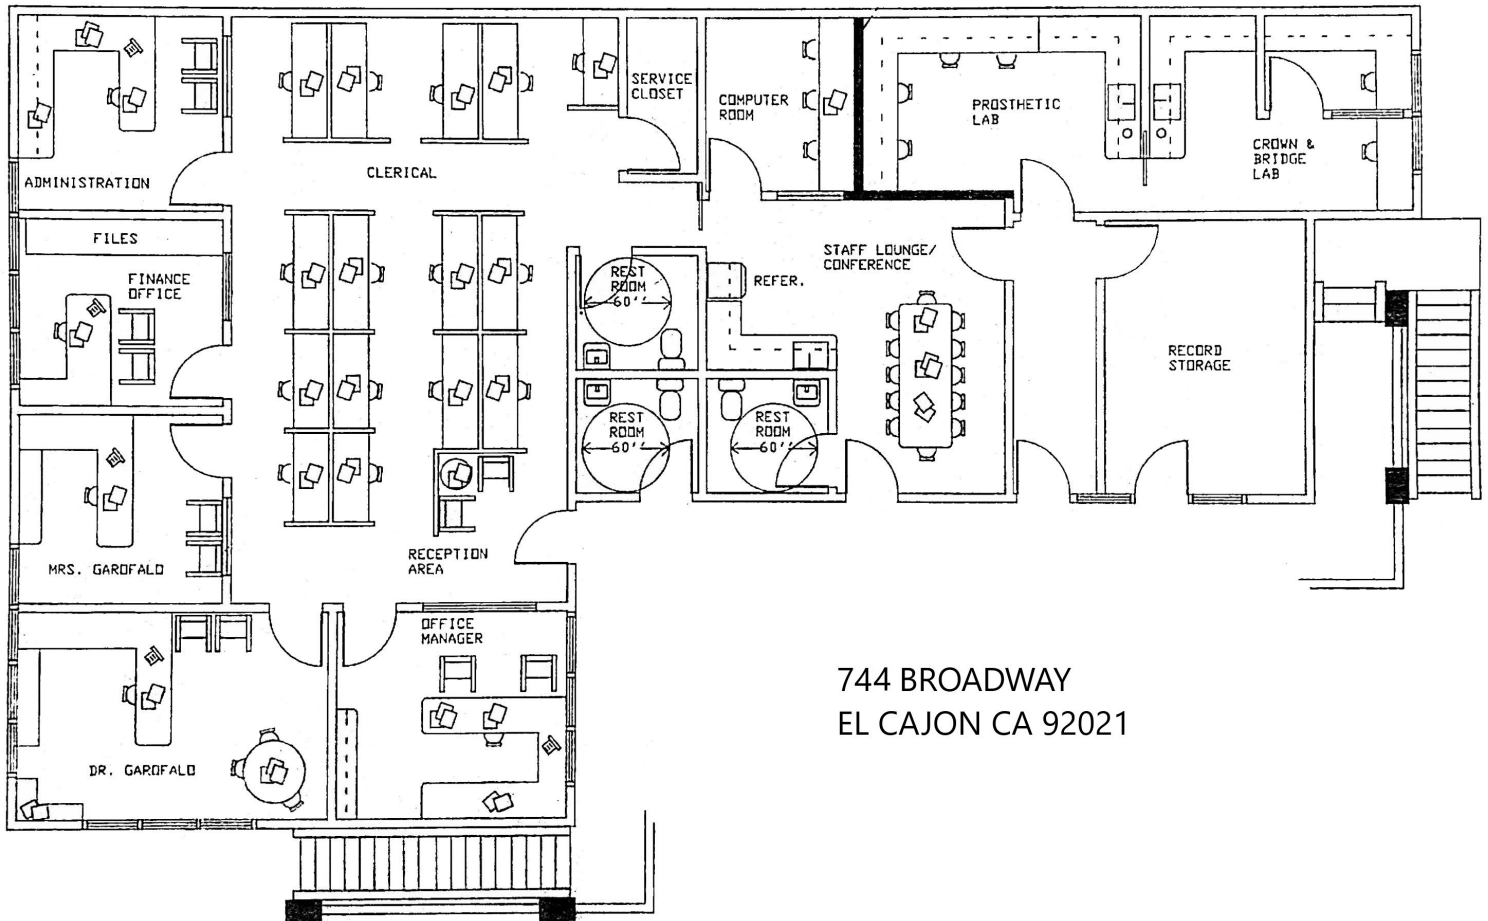 SERVICE
CLOSET
COMPUTER
ROOM
PROSTHETIC
LAB
CROWN &
BRIDGE
LAB
CLERICAL
ADMINISTRATION
FILES
FINANCE
OFFICE
REST
ROOM
60''
REFER.
STAFF LOUNGE/
CONFERENCE
RECORD
STORAGE
REST
ROOM
60''
REST
ROOM
60''
MRS. GAROFALO
RECEPTION
AREA
OFFICE
MANAGER
DR. GAROFALO
744 BROADWAY
EL CAJON CA 92021